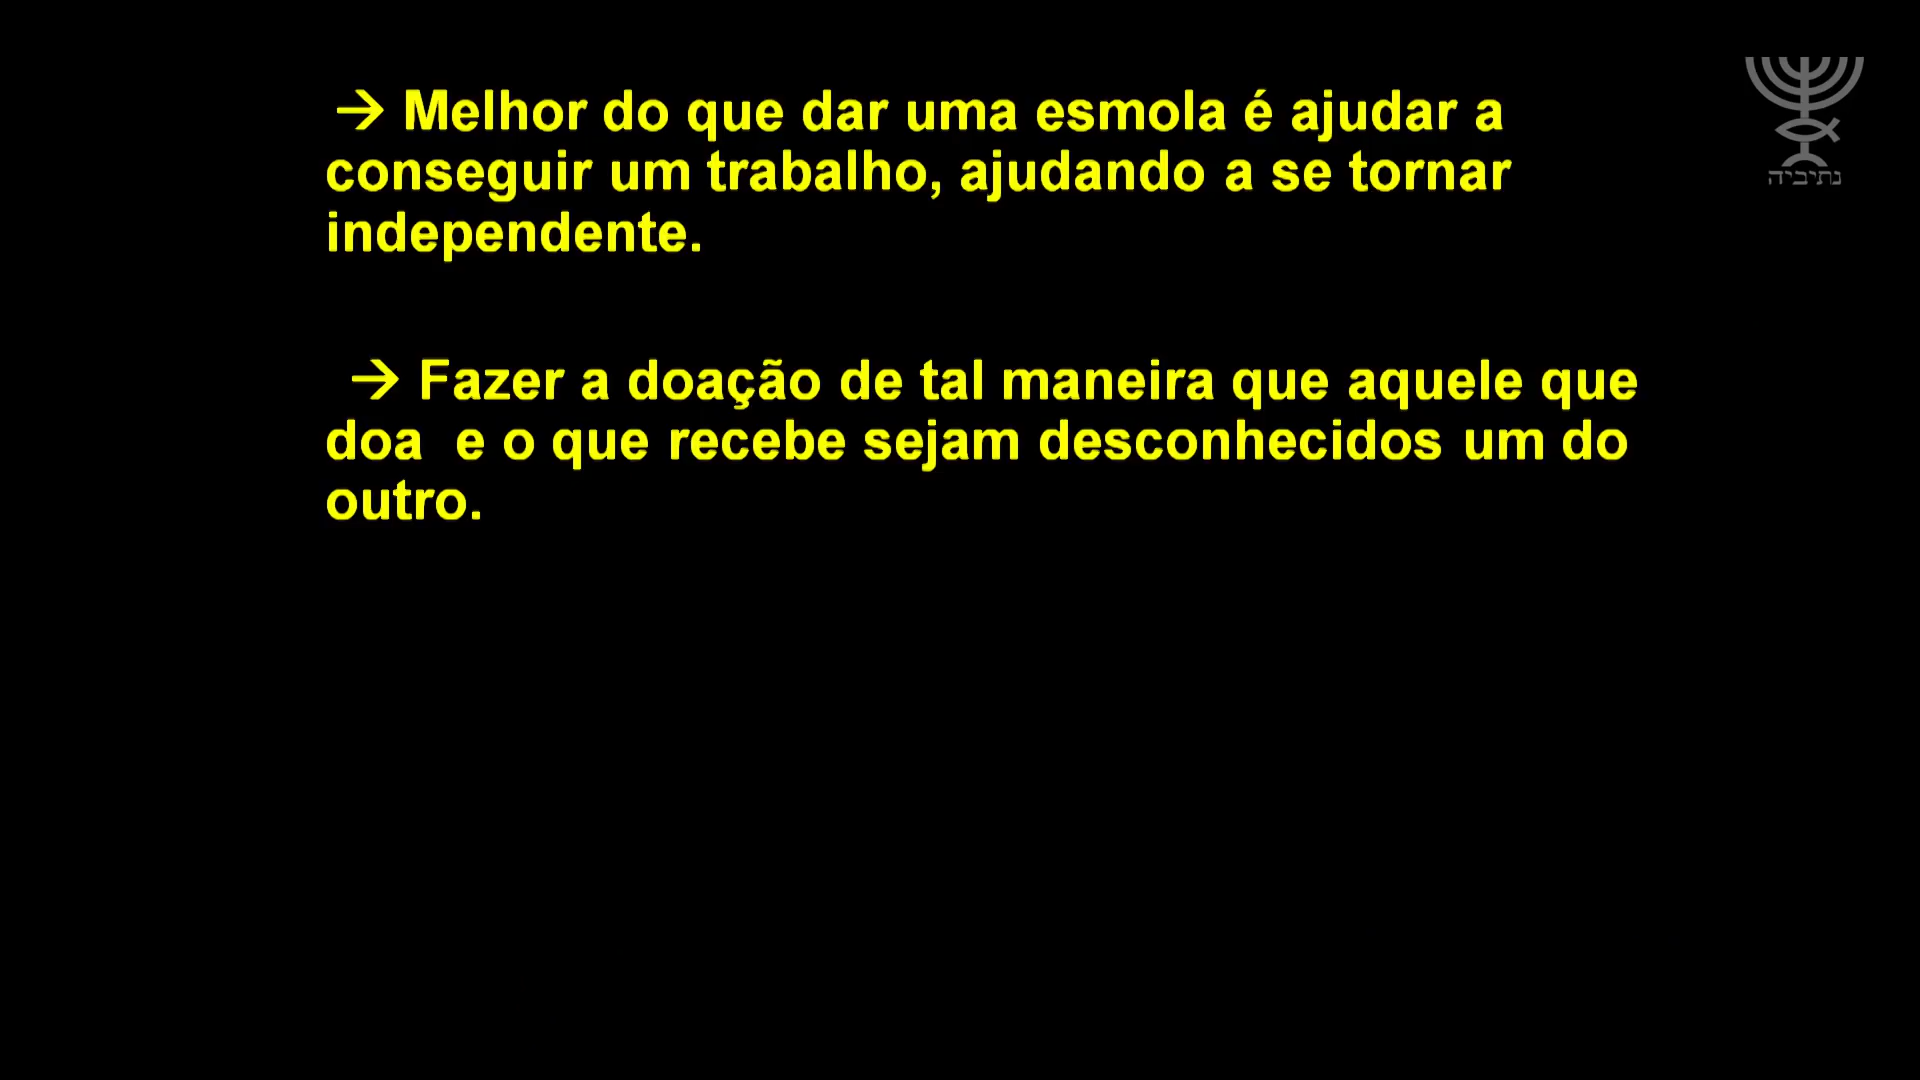 → Melhor do que dar uma esmola é ajudar a
conseguir um trabalho, ajudando a se tornar
independente.
→ Fazer a doação de tal maneira que aquele que
doa  e o que recebe sejam desconhecidos um do
outro.
נתיביה